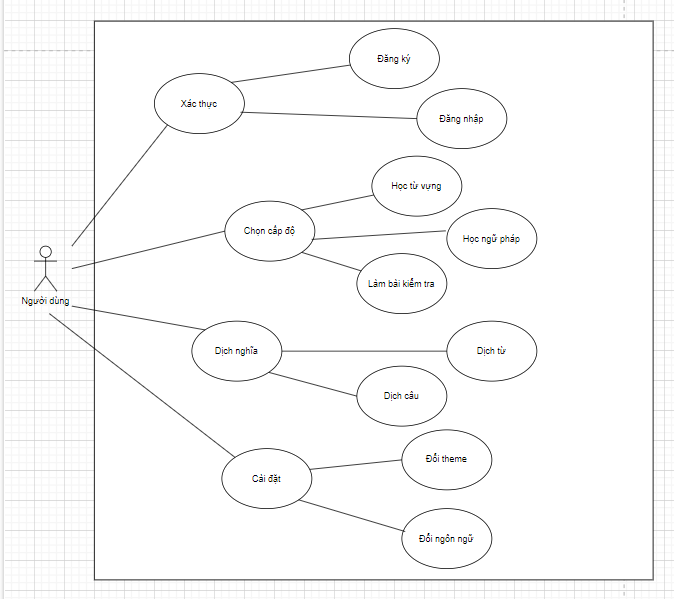 Đăng ký
Xác thực
Đăng nhập
Học từ vựng
Chọn cấp độ
Học ngữ pháp
Làm bài kiểm tra
Người dùng
Dịch nghĩa
Dịch từ
Dịch câu
Đổi theme
Cài đặt
Đổi ngôn ngữ